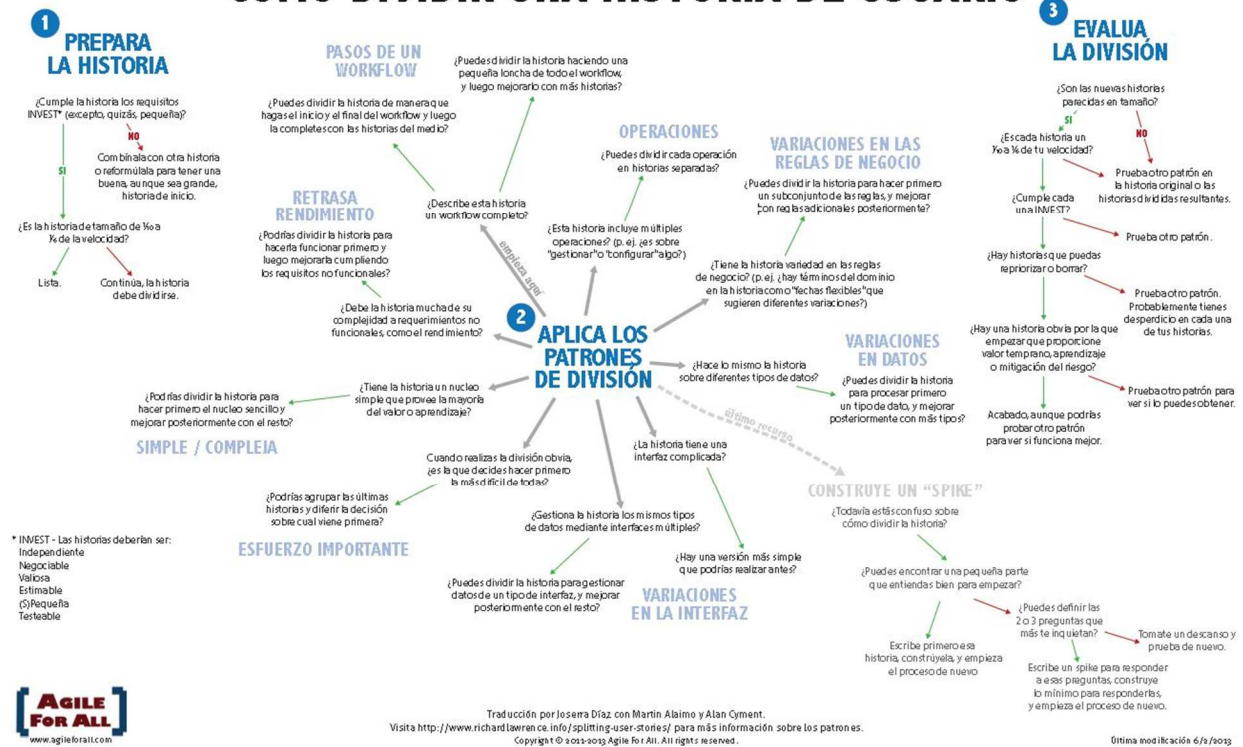 CÓMO DIVIDIR UNA HISTORIA DE USUARIO
1
PREPARA
LA HISTORIA
¿Cumple la historia los requisitos
INVEST* (excepto, quizás, pequeña)?
SI
NO
Combínala con otra historia
o reformúlala para tener una
buena, aunque sea grande,
historia de inicio.
¿Es la historia de tamaño de ⅒ a
⅙ de la velocidad?
Lista.
Continúa, la historia
debe dividirse.
PASOS DE UN
WORKFLOW
¿Puedes dividir la historia de manera que
hagas el inicio y el final del workflow y luego
la completes con las historias del medio?
¿Puedes dividir la historia haciendo una
pequeña loncha de todo el workflow,
y luego mejorarlo con más historias?
¿Describe esta historia
un workflow completo?
empieza aquí
OPERACIONES
¿Puedes dividir cada operación
en historias separadas?
¿Esta historia incluye múltiples
operaciones? (p. ej. ¿es sobre
"gestionar" o "configurar" algo?)
VARIACIONES EN LAS
REGLAS DE NEGOCIO
¿Puedes dividir la historia para hacer primero
un subconjunto de las reglas, y mejorar
con reglas adicionales posteriormente?
¿Tiene la historia variedad en las reglas
de negocio? (p. ej. ¿hay términos del dominio
en la historia como "fechas flexibles" que
sugieren diferentes variaciones?)
RETRASA
RENDIMIENTO
¿Podrías dividir la historia para
hacerla funcionar primero y
luego mejorarla cumpliendo
los requisitos no funcionales?
¿Debe la historia mucha de su
complejidad a requerimientos no
funcionales, como el rendimiento?
2
APLICA LOS
PATRONES
DE DIVISIÓN
VARIACIONES
EN DATOS
¿Hace lo mismo la historia
sobre diferentes tipos de datos?
¿Puedes dividir la historia
para procesar primero
un tipo de dato, y mejorar
posteriormente con más tipos?
¿Tiene la historia un nucleo
simple que provee la mayoría
del valor o aprendizaje?
¿Podrías dividir la historia para
hacer primero el nucleo sencillo y
mejorar posteriormente con el resto?
SIMPLE / COMPLEJA
Cuando realizas la división obvia,
¿es la que decides hacer primero
la más difícil de todas?
¿Podrías agrupar las últimas
historias y diferir la decisión
sobre cual viene primera?
ESFUERZO IMPORTANTE
¿Gestiona la historia los mismos tipos
de datos mediante interfaces múltiples?
¿Puedes dividir la historia para gestionar
datos de un tipo de interfaz, y mejorar
posteriormente con el resto?
¿La historia tiene una
interfaz complicada?
¿Hay una versión más simple
que podrías realizar antes?
VARIACIONES
EN LA INTERFAZ
último recurso
CONSTRUYE UN "SPIKE"
¿Todavía estás confuso sobre
cómo dividir la historia?
¿Puedes encontrar una pequeña parte
que entiendas bien para empezar?
Escribe primero esa
historia, constrúyela, y empieza
el proceso de nuevo
¿Puedes definir las
2 o 3 preguntas que
más te inquietan?
Tomate un descanso y
prueba de nuevo.
Escribe un spike para responder
a esas preguntas, construye
lo mínimo para responderlas,
y empieza el proceso de nuevo.
3
EVALUA
LA DIVISIÓN
¿Son las nuevas historias
parecidas en tamaño?
SI
NO
¿Es cada historia un
⅒ a ⅙ de tu velocidad?
Prueba otro patrón en
la historia original o las
historias divididas resultantes.
¿Cumple cada
una INVEST?
Prueba otro patrón.
¿Hay historias que puedas
repriorizar o borrar?
Prueba otro patrón.
Probablemente tienes
desperdicio en cada una
de tus historias.
¿Hay una historia obvia por la que
empezar que proporcione
valor temprano, aprendizaje
o mitigación del riesgo?
Prueba otro patrón para
ver si lo puedes obtener.
Acabado, aunque podrías
probar otro patrón
para ver si funciona mejor.
* INVEST - Las historias deberían ser:
Independiente
Negociable
Valiosa
Estimable
(S)Pequeña
Testeable
AGILE
FOR ALL
www.agileforall.com
Traducción por Joserra Díaz con Martin Alaimo y Alan Cyment.
Visita http://www.richardlawrence.info/splitting-user-stories/ para más información sobre los patrones.
Copyright © 2011-2013 Agile For All. All rights reserved.
Última modificación 6/2/2013